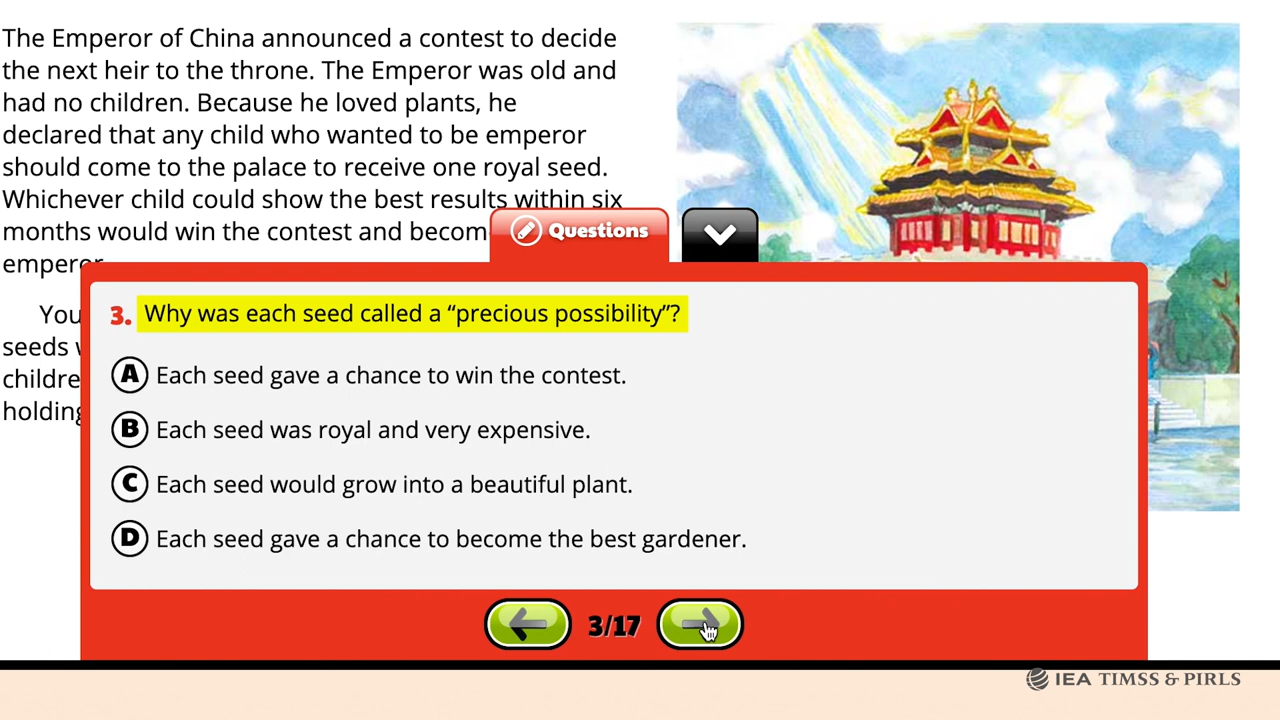 The Emperor of China announced a contest to decide
the next heir to the throne. The Emperor was old and
had no children. Because he loved plants, he
declared that any child who wanted to be emperor
should come to the palace to receive one royal seed.
Whichever child could show the best results within six
months would win the contest and becom
emperor
You
seeds w
childre
holding
Questions
3. Why was each seed called a “precious possibility”?
A Each seed gave a chance to win the contest.
B Each seed was royal and very expensive.
C Each seed would grow into a beautiful plant.
D Each seed gave a chance to become the best gardener.
3/17
IEA TIMSS & PIRLS